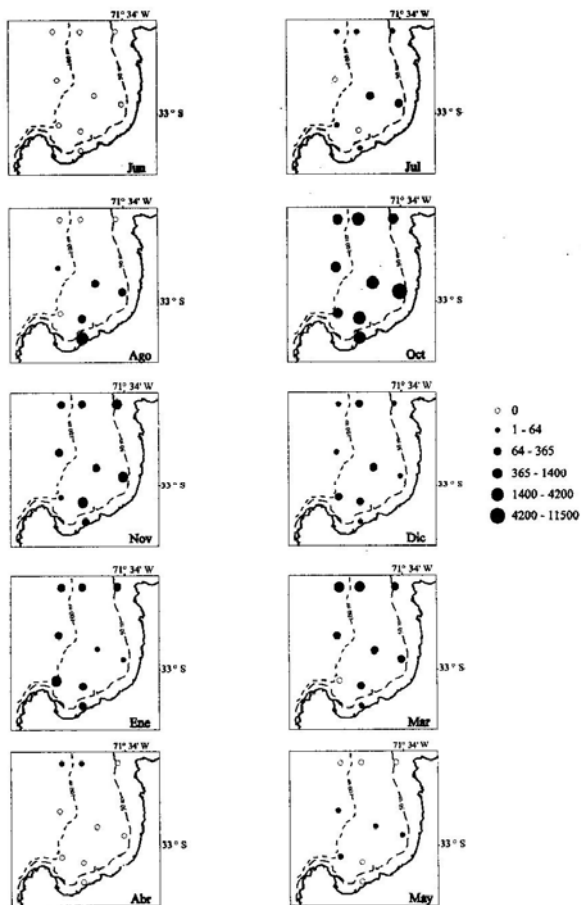 71° 34' W
71° 34' W
33° S
33° S
Jun
Jul
71° 34' W
71° 34' W
33° S
33° S
Ago
Oct
71° 34' W
71° 34' W
33° S
33° S
Nov
Dic
0
1 - 64
64 - 365
365 - 1400
1400 - 4200
4200 - 11500
71° 34' W
71° 34' W
33° S
33° S
Ene
Mar
71° 34' W
71° 34' W
33° S
33° S
Abr
May